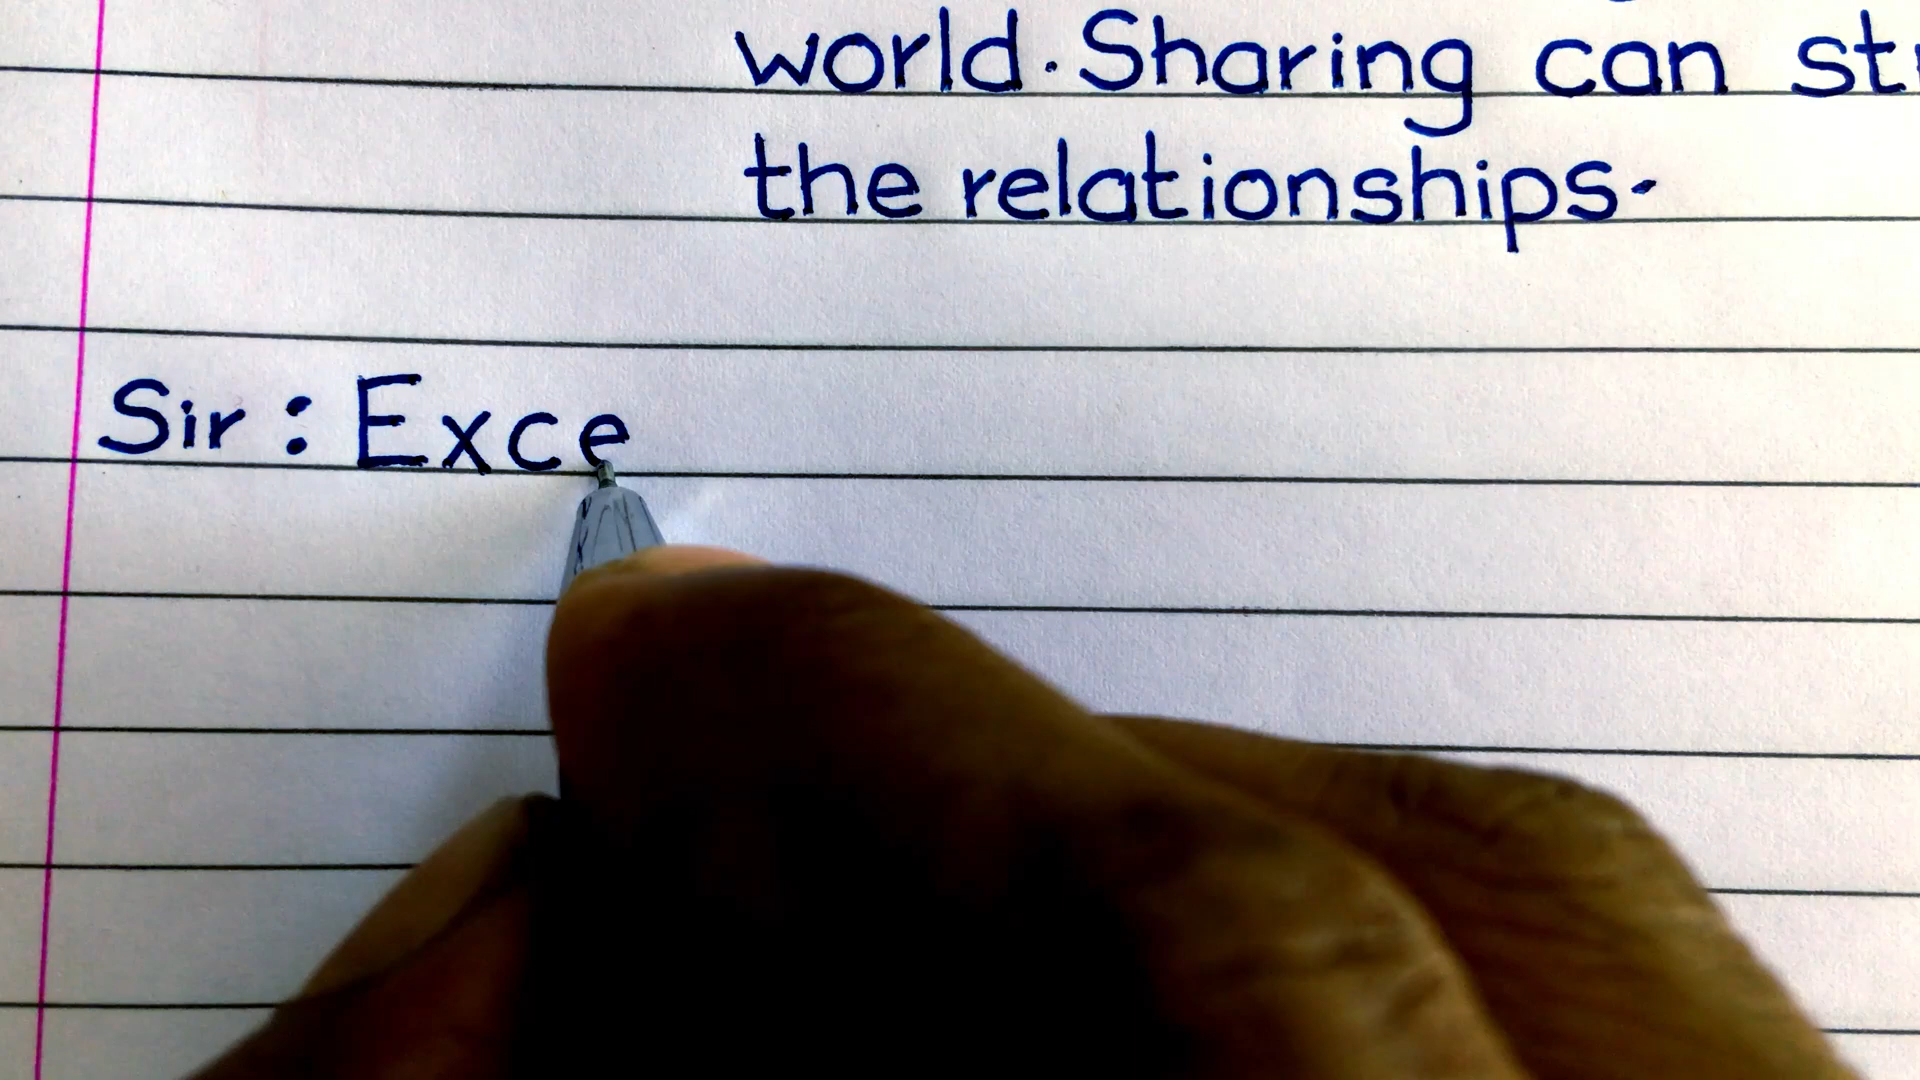 world. Sharing can
the relationships.
Sir : Exce